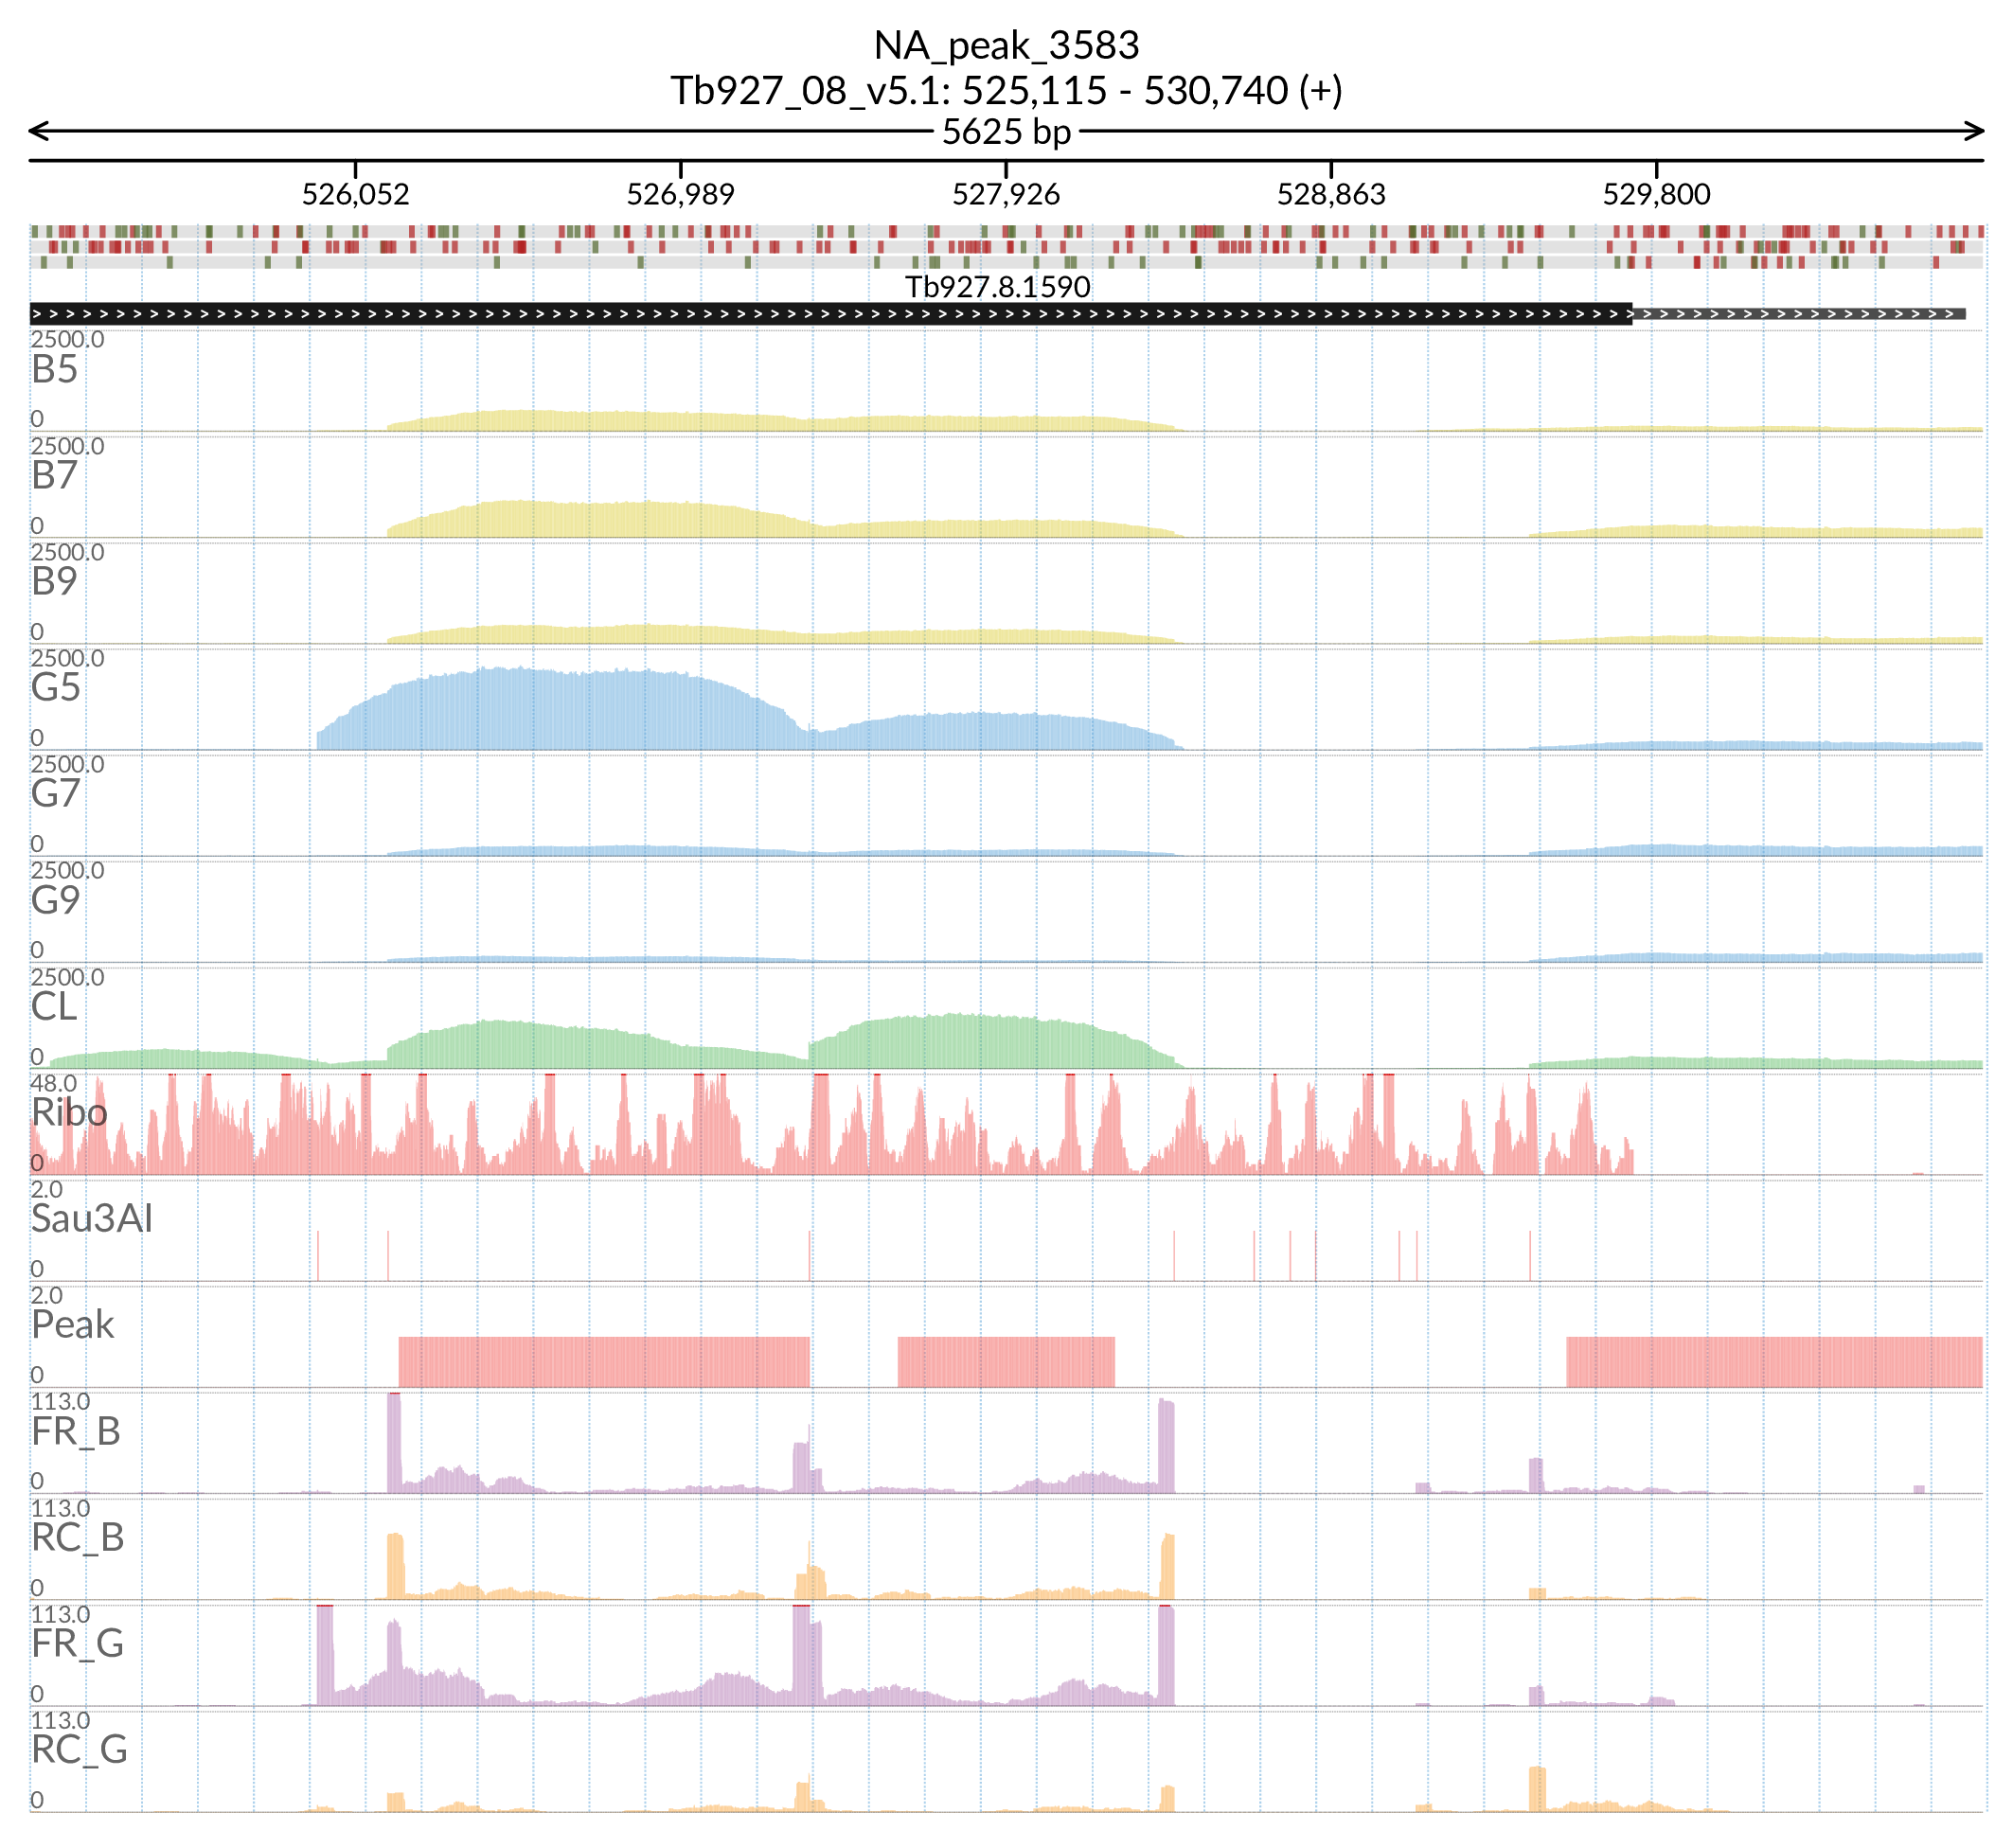 NA_peak_3583
Tb927_08_v5.1: 525,115 - 530,740 (+)
5625 bp
526,052 526,989 527,926 528,863 529,800
Tb927.8.1590
2500.0
B5
0
2500.0
B7
0
2500.0
B9
0
2500.0
G5
0
2500.0
G7
0
2500.0
G9
0
2500.0
CL
0
48.0
Ribo
0
2.0
Sau3AI
0
2.0
Peak
0
113.0
FR_B
0
113.0
RC_B
0
113.0
FR_G
0
113.0
RC_G
0